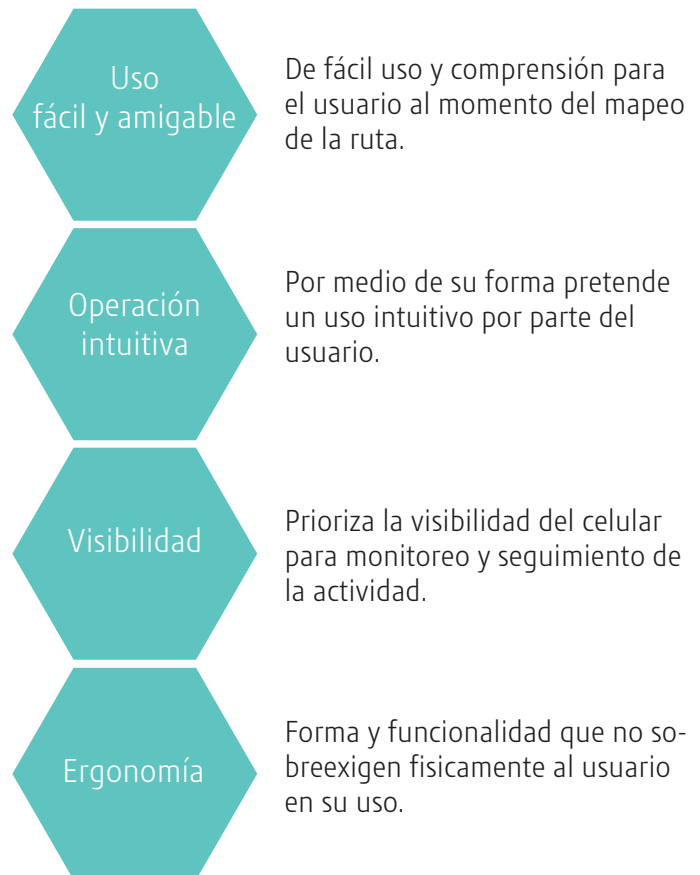 Uso
fácil y amigable
De fácil uso y comprensión para
el usuario al momento del mapeo
de la ruta.
Operación
intuitiva
Por medio de su forma pretende
un uso intuitivo por parte del
usuario.
Visibilidad
Prioriza la visibilidad del celular
para monitoreo y seguimiento de
la actividad.
Ergonomía
Forma y funcionalidad que no so-
breexigen fisicamente al usuario
en su uso.